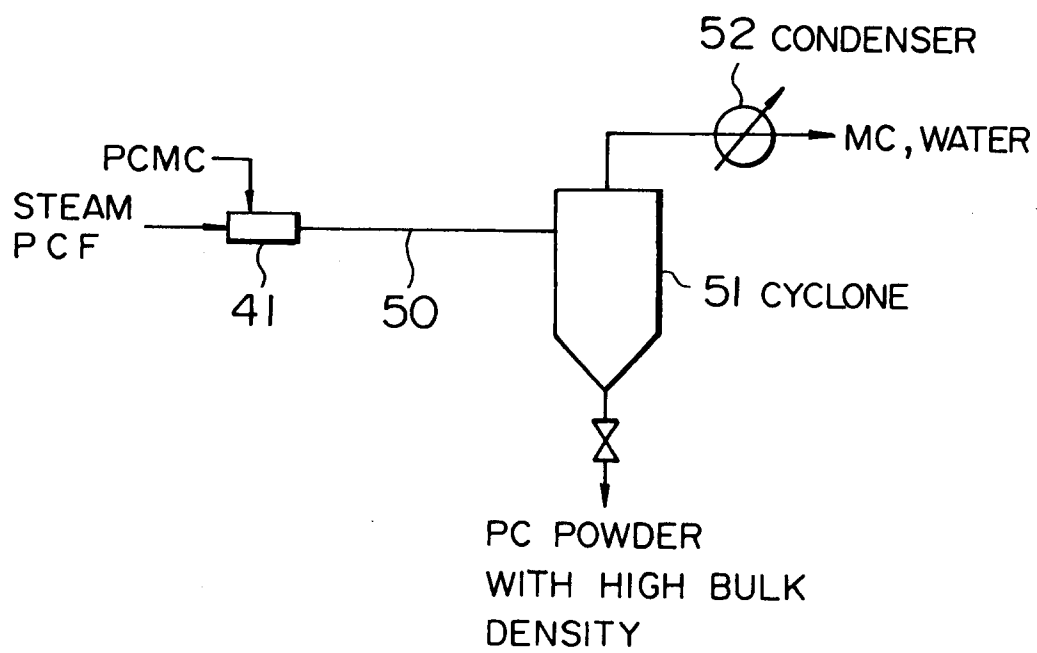 52 CONDENSER
MC, WATER
PCMC
STEAM
PCF
41
50
51 CYCLONE
PC POWDER
WITH HIGH BULK
DENSITY